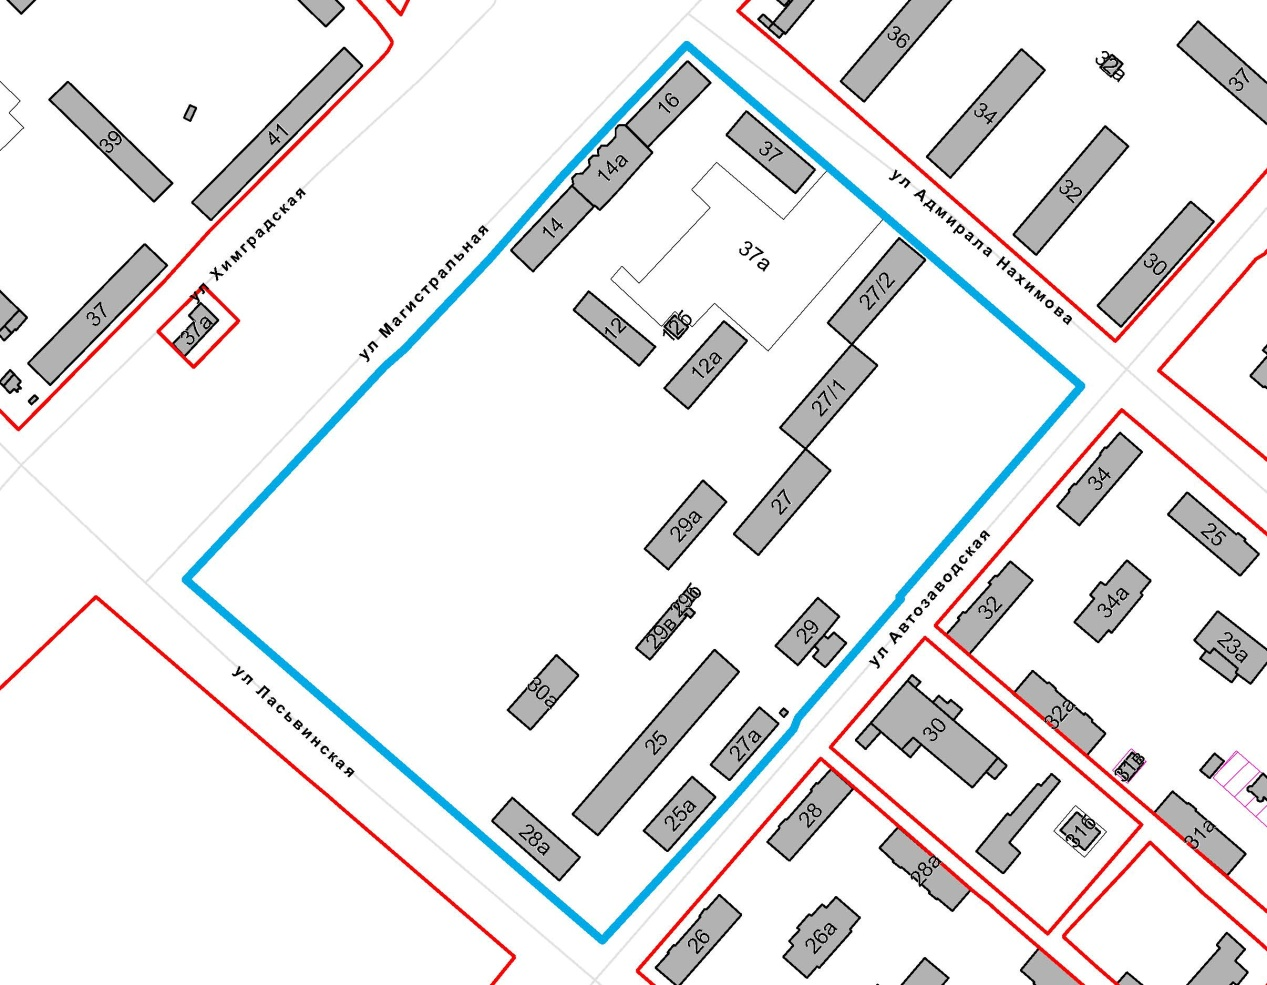 36
37
32а
34
16
39
41
37
14а
32
14
ул Адмирала Нахимова
ул Химградская
ул Магистральная
37а
30
27/2
37
37а
12
12б
12а
27/1
34
27
29а
25
ул Автозаводская
32
34а
29б
29в
29
23а
ул Ласьвинская
30а
32а
25
27а
30
31в
25а
28
31б
31а
28а
28а
26
26а